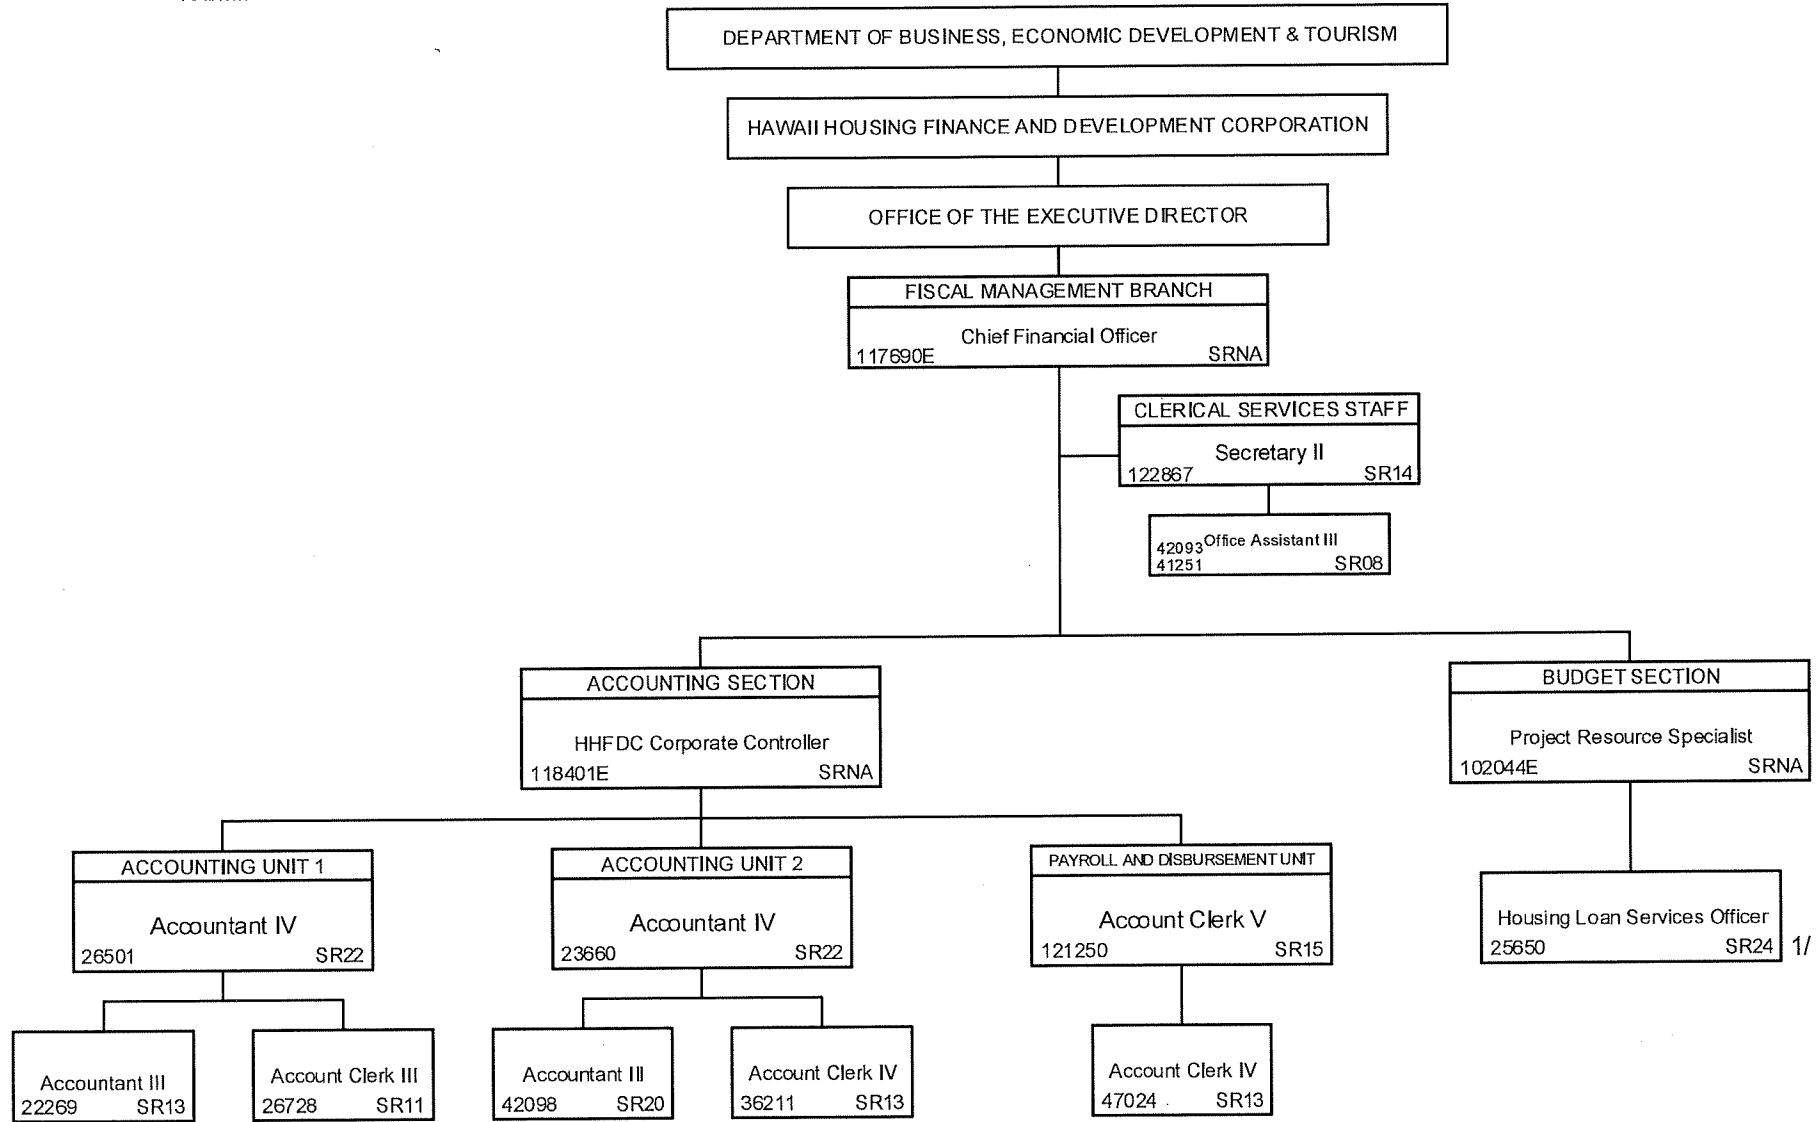 DEPARTMENT OF BUSINESS, ECONOMIC DEVELOPMENT & TOURISM
HAWAII HOUSING FINANCE AND DEVELOPMENT CORPORATION
OFFICE OF THE EXECUTIVE DIRECTOR
FISCAL MANAGEMENT BRANCH
Chief Financial Officer
117690E SRNA
CLERICAL SERVICES STAFF
Secretary II
122867 SR14
42093 Office Assistant III
41251 SR08
ACCOUNTING SECTION
HHFDC Corporate Controller
118401E SRNA
BUDGET SECTION
Project Resource Specialist
102044E SRNA
ACCOUNTING UNIT 1
Accountant IV
26501 SR22
ACCOUNTING UNIT 2
Accountant IV
23660 SR22
PAYROLL AND DISBURSEMENT UNIT
Account Clerk V
121250 SR15
Housing Loan Services Officer
25650 SR24 1/
Accountant III
22269 SR13
Account Clerk III
26728 SR11
Accountant III
42098 SR20
Account Clerk IV
36211 SR13
Account Clerk IV
47024 SR13